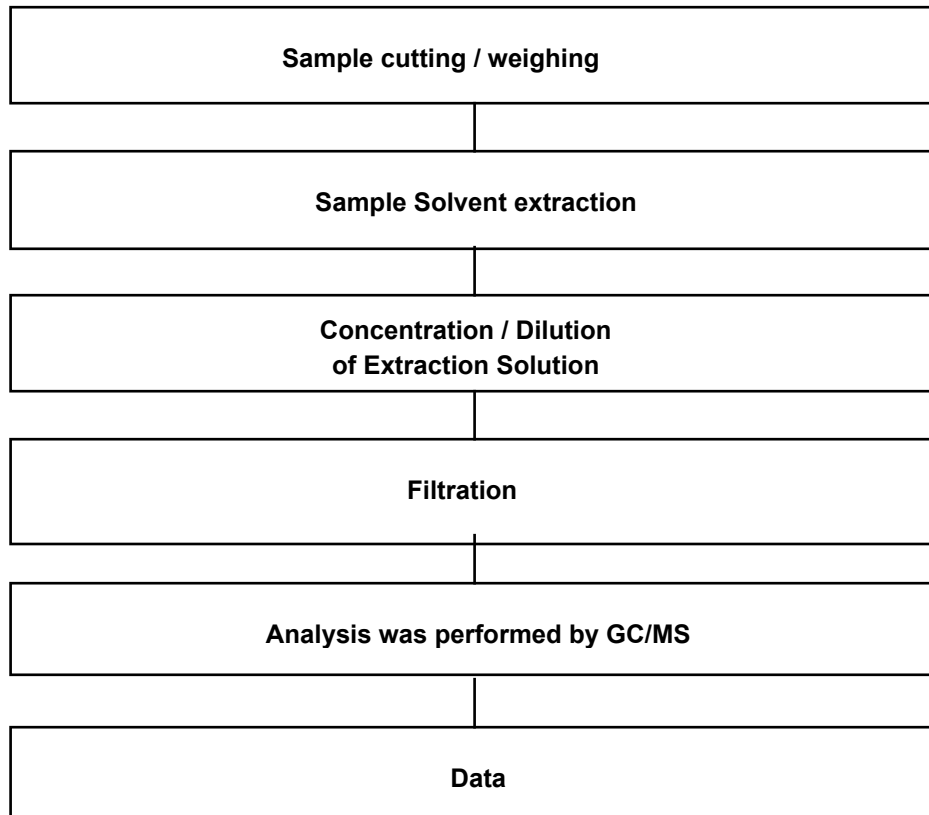 Sample cutting / weighing
Sample Solvent extraction
Concentration / Dilution
of Extraction Solution
Filtration
Analysis was performed by GC/MS
Data